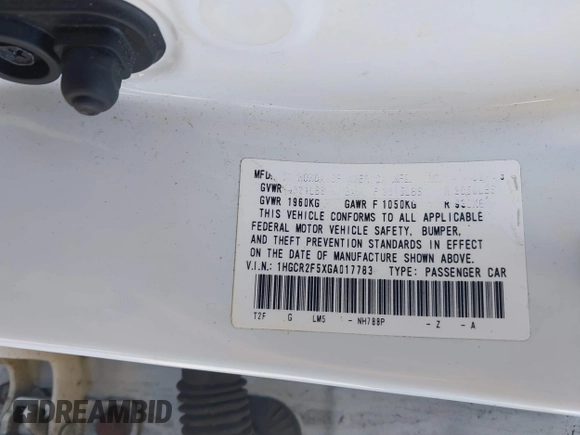 GVWR 1960KG GAWR F 1050KG R
THIS VEHICLE CONFORMS TO ALL APPLICABLE
FEDERAL MOTOR VEHICLE SAFETY, BUMPER,
AND THEFT PREVENTION STANDARDS IN EFFECT
ON THE DATE OF MANUFACTURE SHOWN ABOVE.
V.I.N.: 1HGCR2F5XGA017783 TYPE: PASSENGER CAR
T2F G LM5 - NH788P - Z - A
DREAMBID